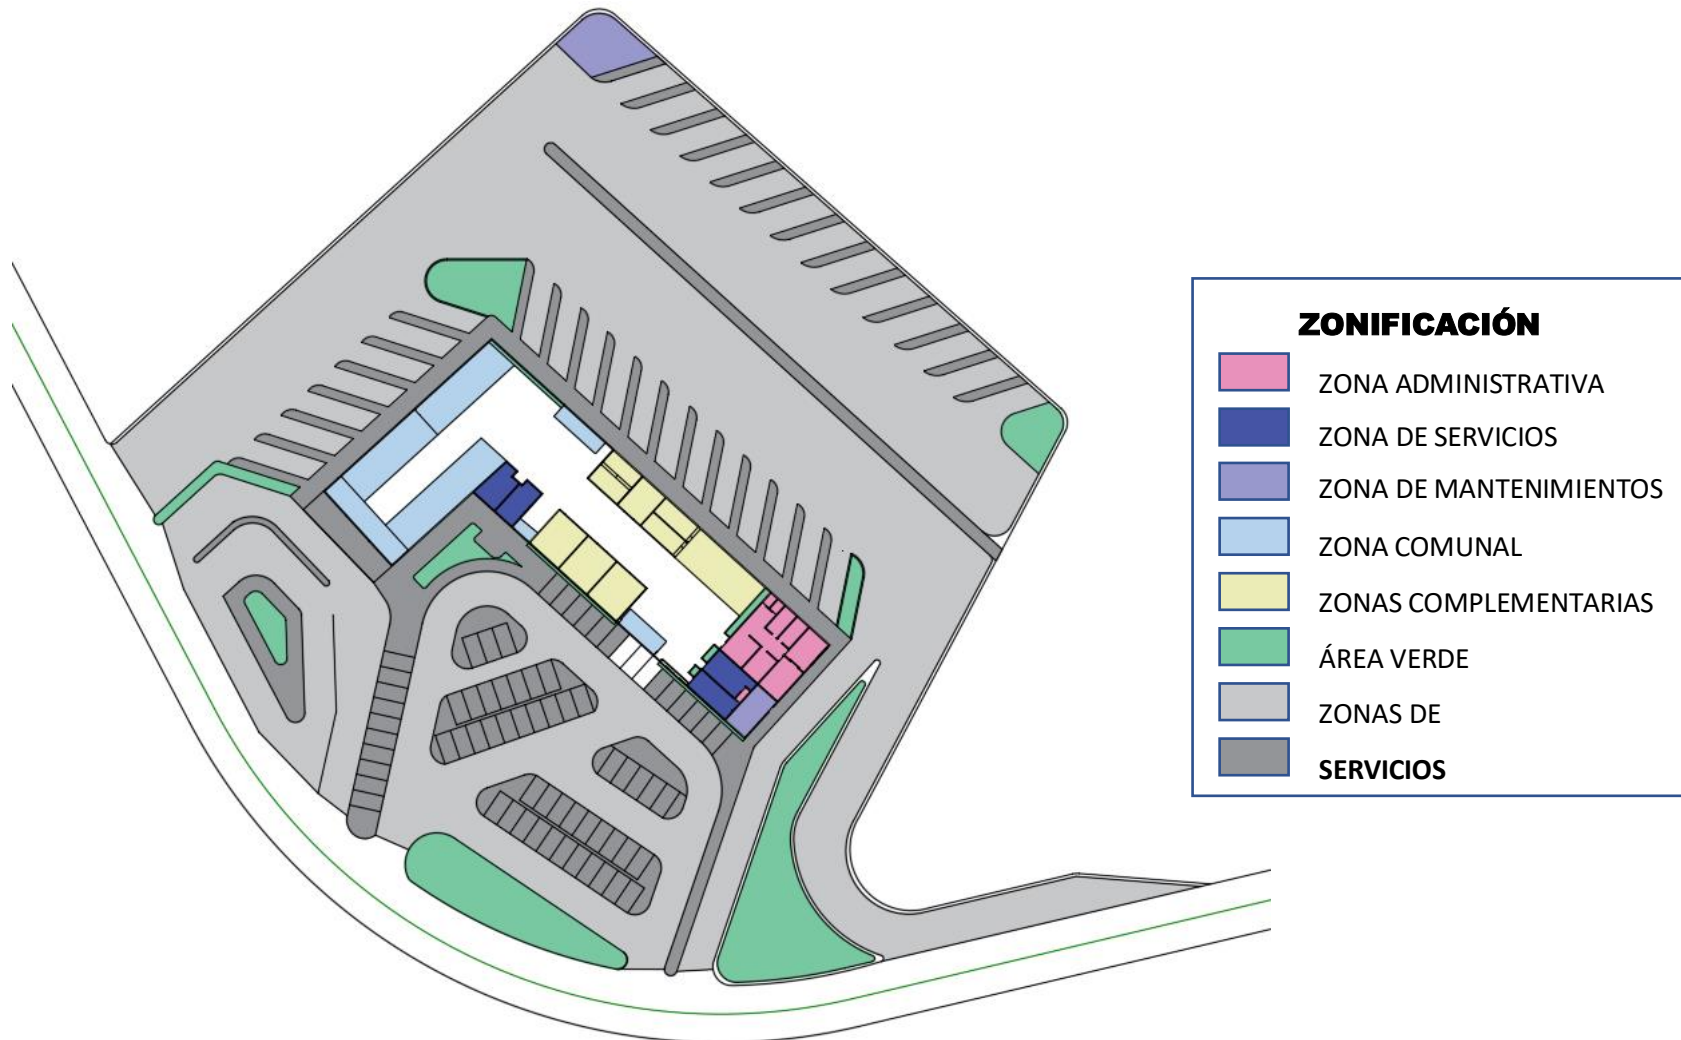 ZONIFICACIÓN
ZONA ADMINISTRATIVA
ZONA DE SERVICIOS
ZONA DE MANTENIMIENTOS
ZONA COMUNAL
ZONAS COMPLEMENTARIAS
ÁREA VERDE
ZONAS DE
SERVICIOS